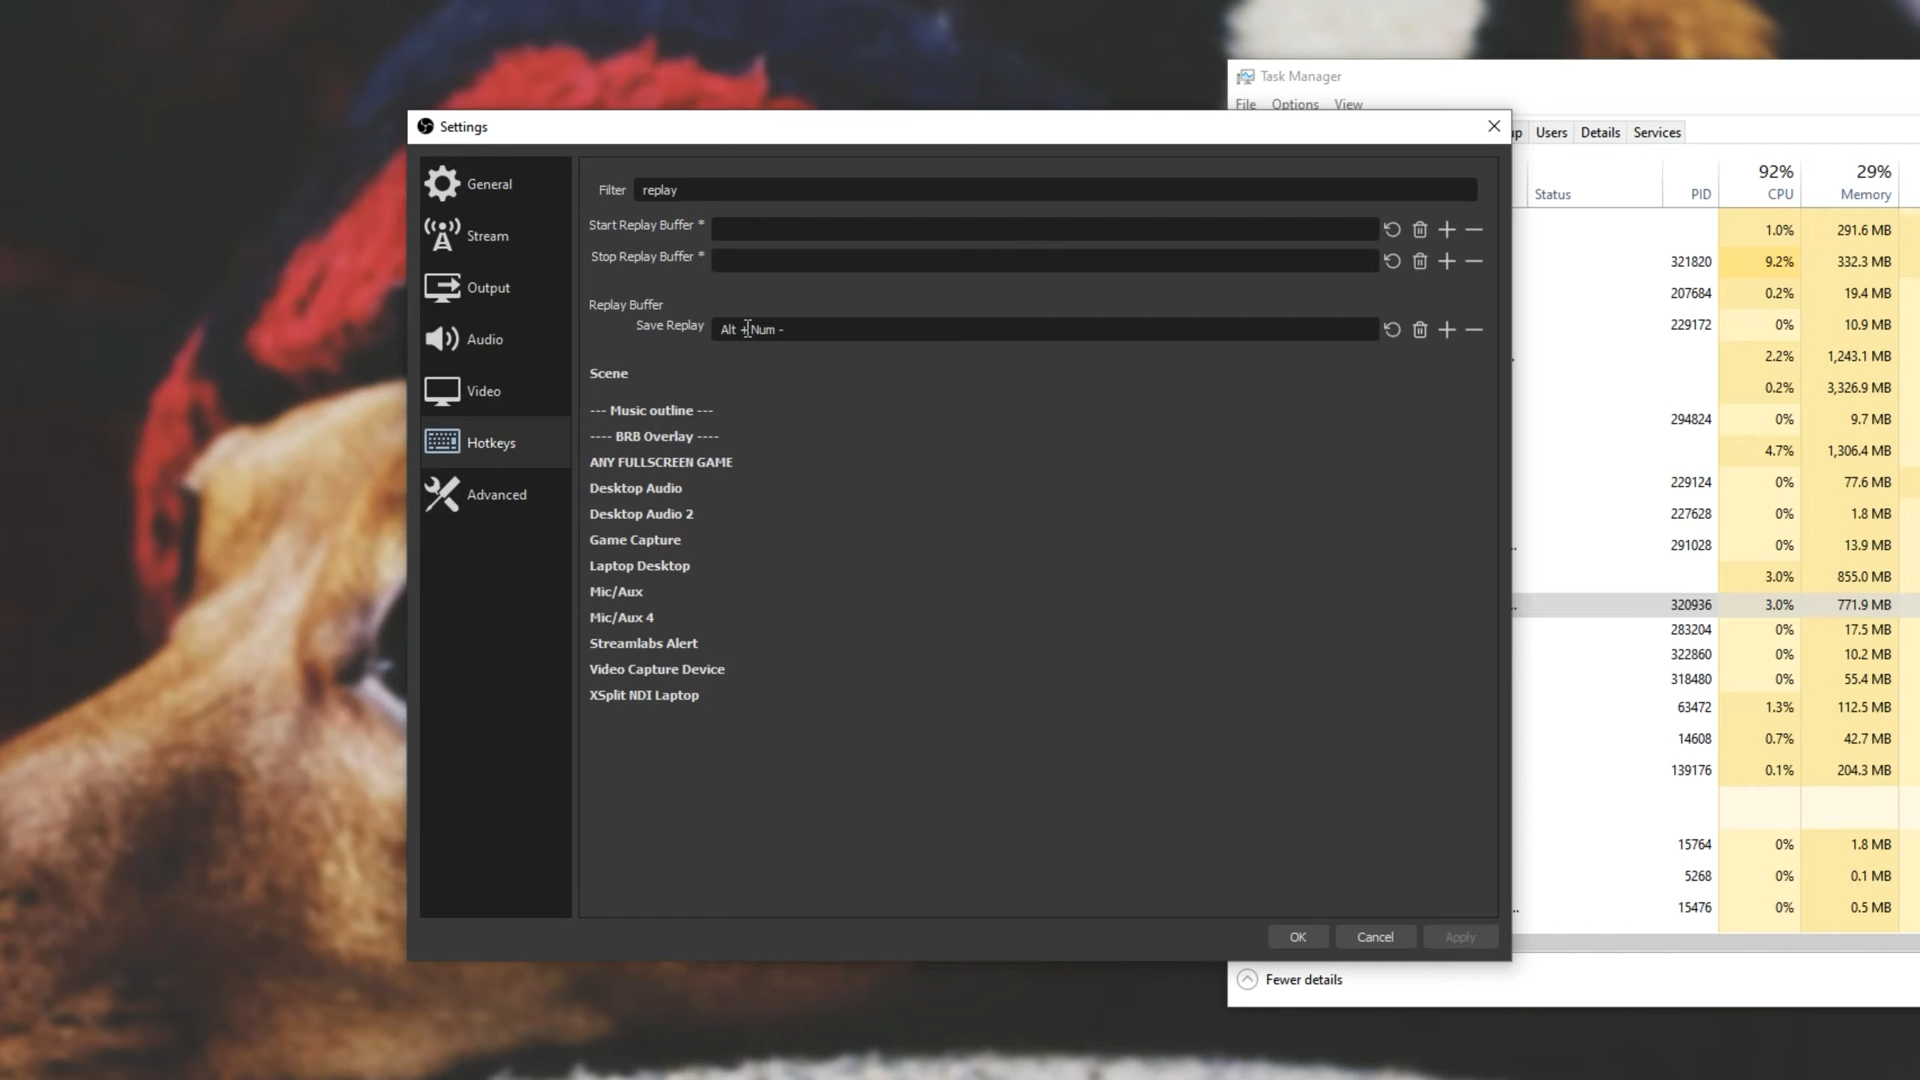 Task Manager
File Options View
Settings
up Users Details Services
General
Stream
Output
Audio
Video
Hotkeys
Advanced
Filter replay
Start Replay Buffer *
Stop Replay Buffer *
Replay Buffer
Save Replay Alt + Num -
Scene
--- Music outline ---
---- BRB Overlay ----
ANY FULLSCREEN GAME
Desktop Audio
Desktop Audio 2
Game Capture
Laptop Desktop
Mic/Aux
Mic/Aux 4
Streamlabs Alert
Video Capture Device
XSplit NDI Laptop
OK Cancel Apply
92% 29%
Status PID CPU Memory
1.0% 291.6 MB
321820 9.2% 332.3 MB
207684 0.2% 19.4 MB
229172 0% 10.9 MB
2.2% 1,243.1 MB
0.2% 3,326.9 MB
294824 0% 9.7 MB
4.7% 1,306.4 MB
229124 0% 77.6 MB
227628 0% 1.8 MB
291028 0% 13.9 MB
3.0% 855.0 MB
320936 3.0% 771.9 MB
283204 0% 17.5 MB
322860 0% 10.2 MB
318480 0% 55.4 MB
63472 1.3% 112.5 MB
14608 0.7% 42.7 MB
139176 0.1% 204.3 MB
15764 0% 1.8 MB
5268 0% 0.1 MB
15476 0% 0.5 MB
Fewer details